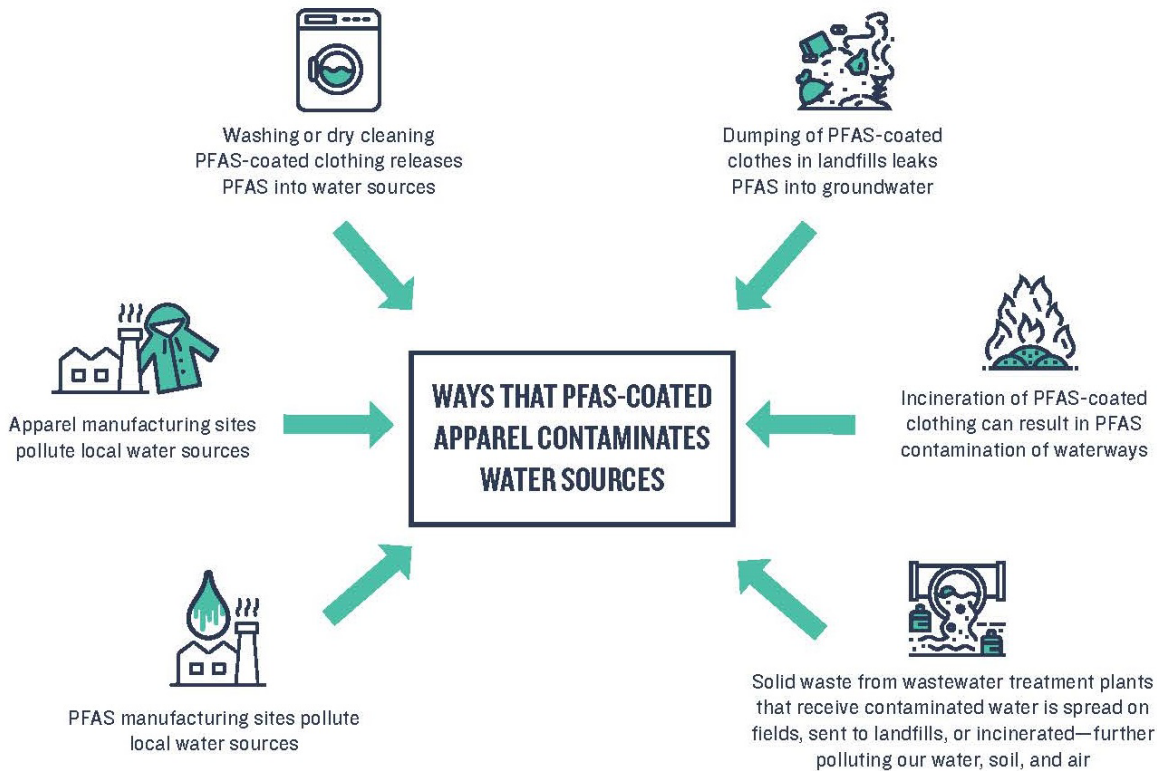 Washing or dry cleaning
PFAS-coated clothing releases
PFAS into water sources
Dumping of PFAS-coated
clothes in landfills leaks
PFAS into groundwater
Apparel manufacturing sites
pollute local water sources
WAYS THAT PFAS-COATED
APPAREL CONTAMINATES
WATER SOURCES
Incineration of PFAS-coated
clothing can result in PFAS
contamination of waterways
PFAS manufacturing sites pollute
local water sources
Solid waste from wastewater treatment plants
that receive contaminated water is spread on
fields, sent to landfills, or incinerated—further
polluting our water, soil, and air